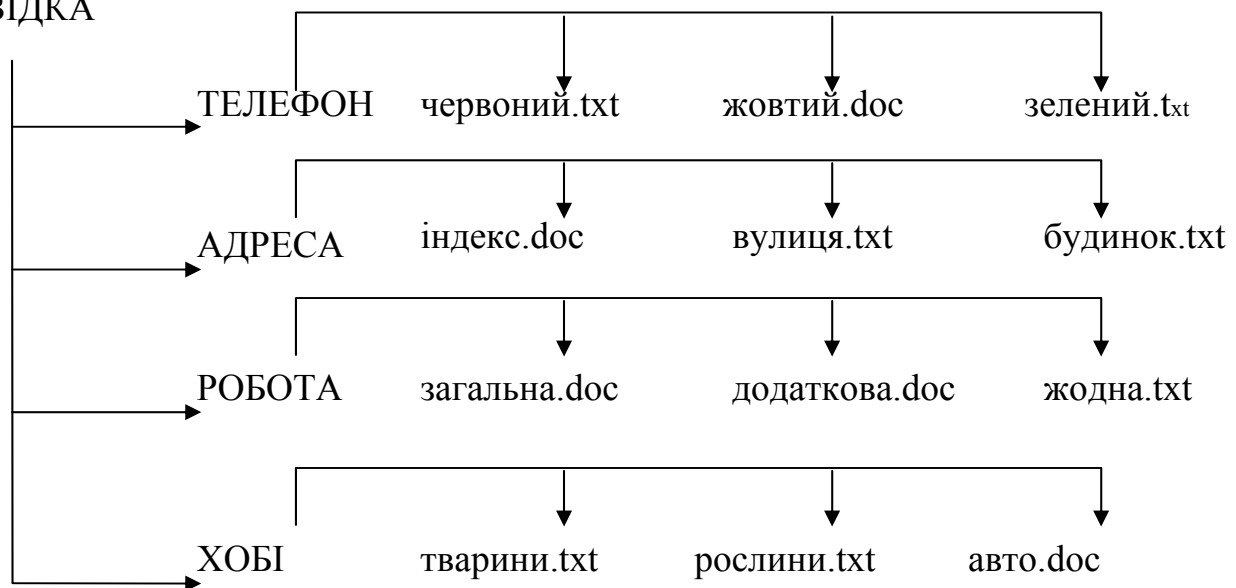 ВІДКА
ТЕЛЕФОН червоний.txt жовтий.doc зелений.txt
АДРЕСА індекс.doc вулиця.txt будинок.txt
РОБОТА загальна.doc додаткова.doc жодна.txt
ХОБІ тварини.txt рослини.txt авто.doc